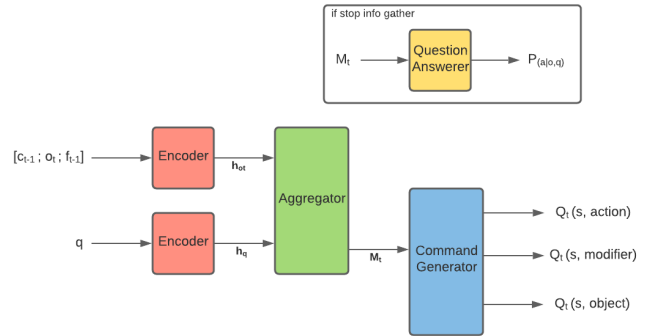 if stop info gather
Mt
Question
Answerer
P(a|o,q)
[ct-1 ; ot ; ft-1]
Encoder
hot
Aggregator
q
Encoder
hq
Mt
Command
Generator
Qt (s, action)
Qt (s, modifier)
Qt (s, object)